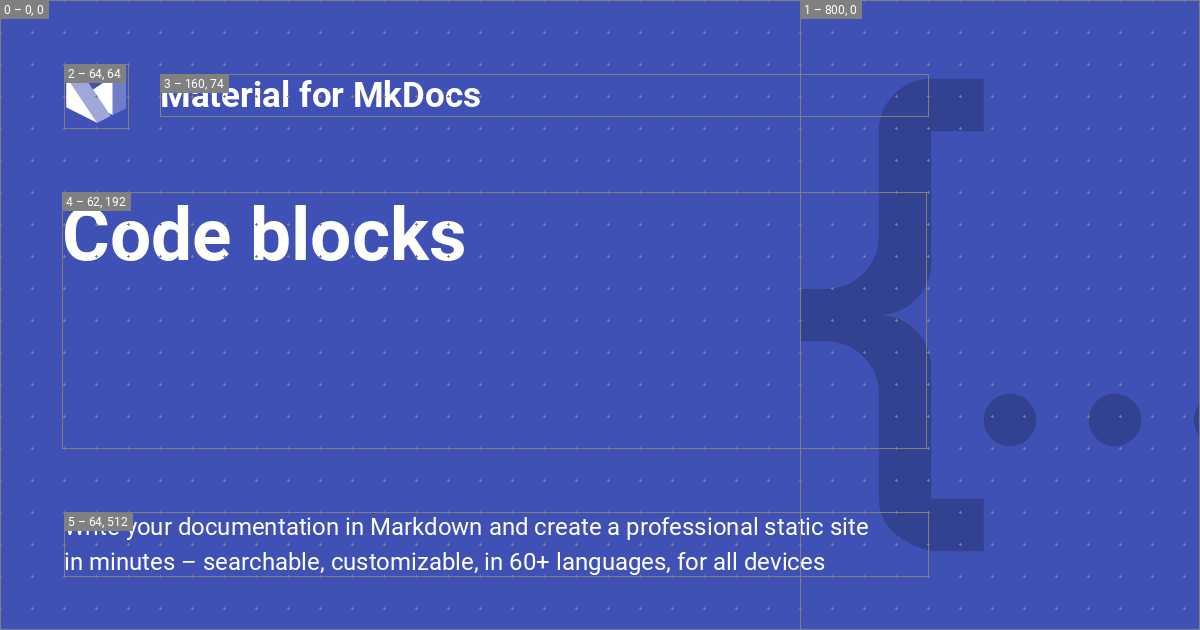 0 – 0, 0
1 – 800, 0
2 – 64, 64
3 – 160, 74
Material for MkDocs
4 – 62, 192
Code blocks
5 – 64, 512
Write your documentation in Markdown and create a professional static site
in minutes – searchable, customizable, in 60+ languages, for all devices